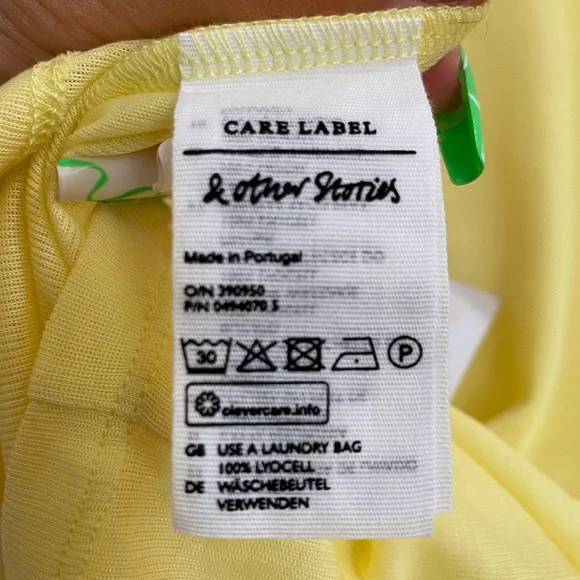 CARE LABEL
& other Stories
Made in Portugal
O/N 390950
P/N 0494070 5
30 P
clevercare.info
GB USE A LAUNDRY BAG
100% LYOCELL
DE WÄSCHEBEUTEL
VERWENDEN